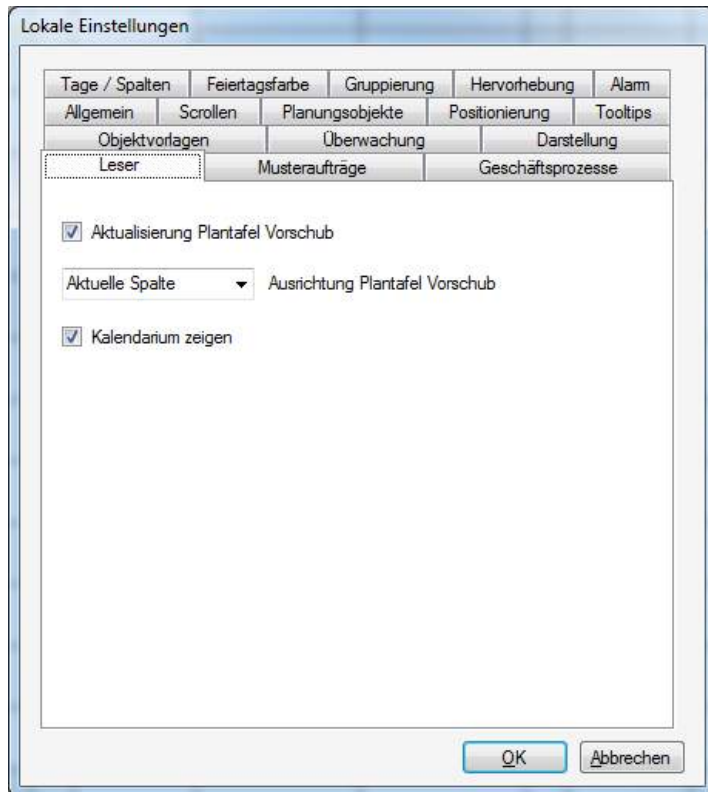 Lokale Einstellungen
Tage / Spalten Feiertagsfarbe Gruppierung Hervorhebung Alarm
Allgemein Scrollen Planungsobjekte Positionierung Tooltips
Objektvorlagen Überwachung Darstellung
Leser Musteraufträge Geschäftsprozesse
Aktualisierung Plantafel Vorschub
Aktuelle Spalte Ausrichtung Plantafel Vorschub
Kalendarium zeigen
OK Abbrechen